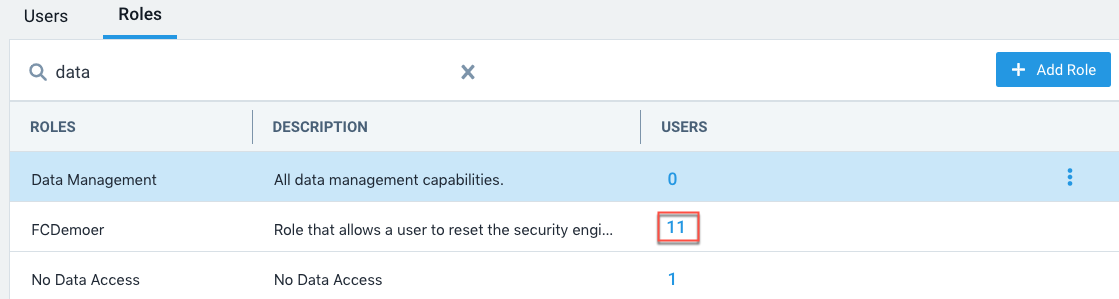 Users Roles
data
+ Add Role
ROLES DESCRIPTION USERS
Data Management All data management capabilities. 0
FCDemoer Role that allows a user to reset the security engi... 11
No Data Access No Data Access 1